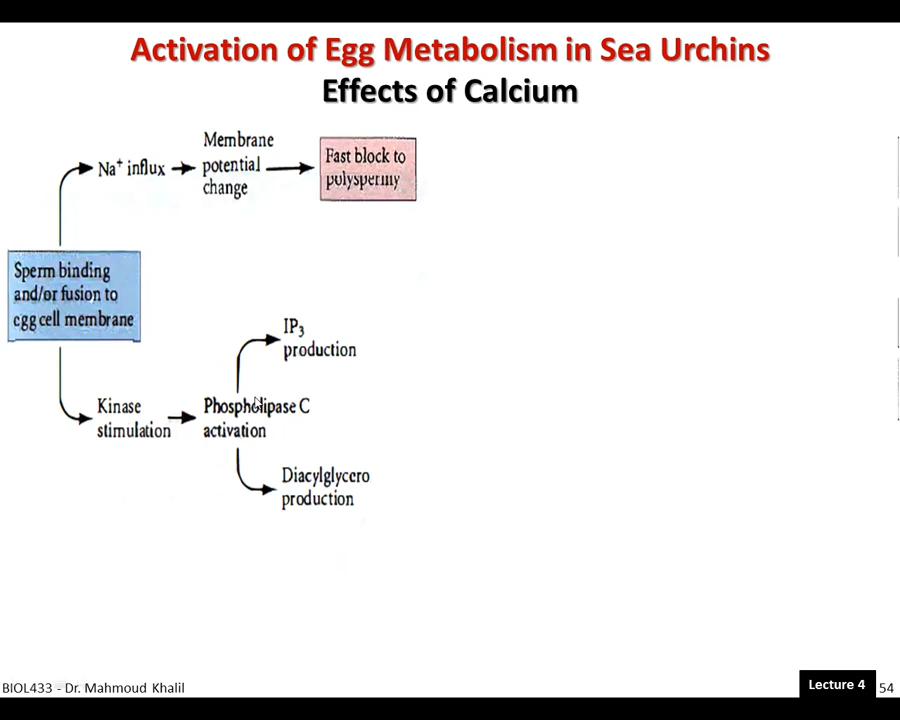 Activation of Egg Metabolism in Sea Urchins
Effects of Calcium
Na⁺ influx
Membrane
potential
change
Fast block to
polyspermy
Sperm binding
and/or fusion to
egg cell membrane
IP₃
production
Kinase
stimulation
Phospholipase C
activation
Diacylglycero
production
BIOL433 - Dr. Mahmoud Khalil
Lecture 4
54